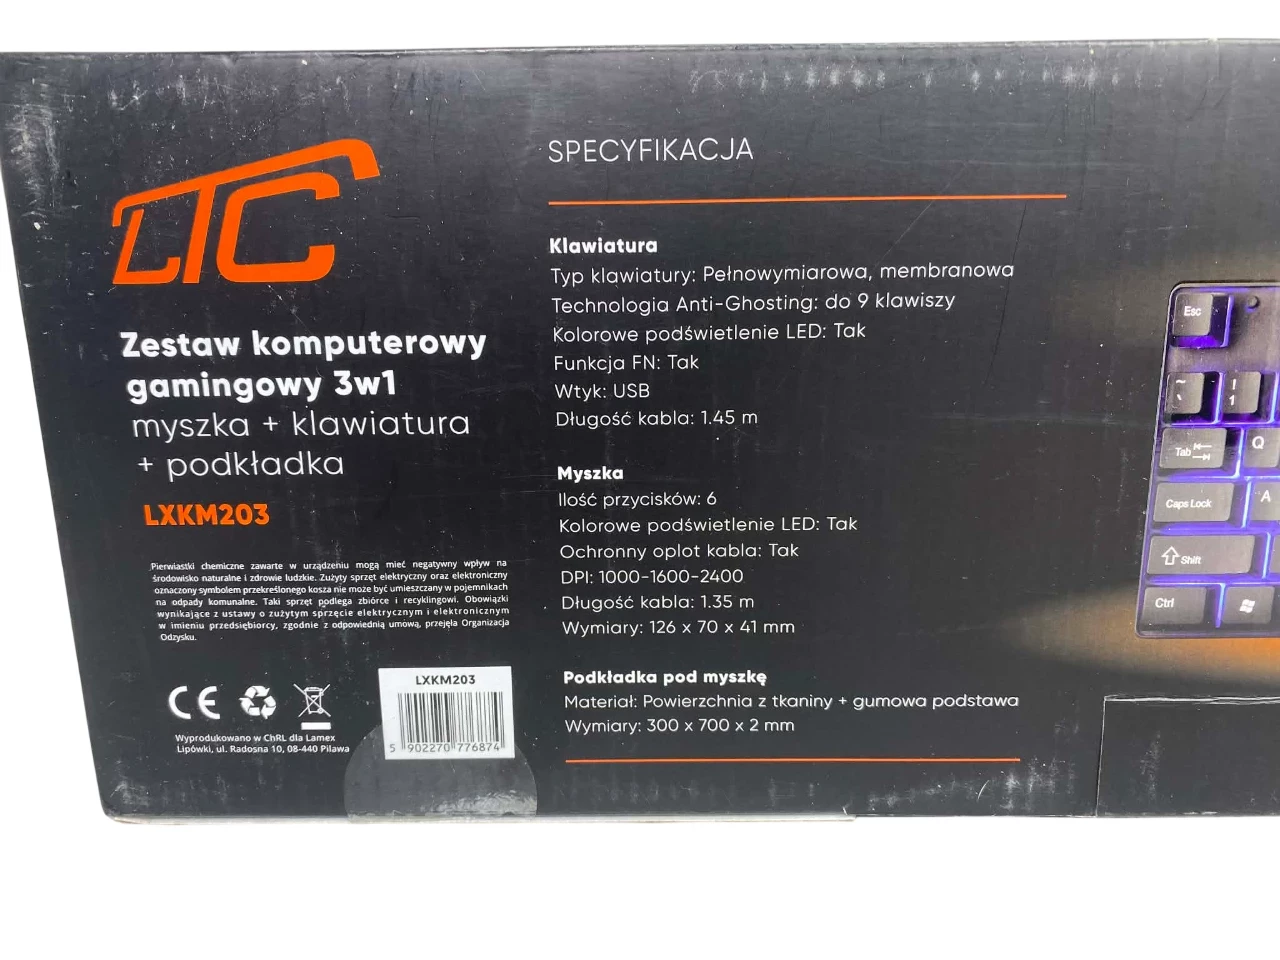 LTC
Zestaw komputerowy
gamingowy 3w1
myszka + klawiatura
+ podkładka
LXKM203
Pierwiastki chemiczne zawarte w urządzeniu mogą mieć negatywny wpływ na
środowisko naturalne i zdrowie ludzkie. Zużyty sprzęt elektryczny oraz elektroniczny
oznaczony symbolem przekreślonego kosza nie może być umieszczany w pojemnikach
na odpady komunalne. Taki sprzęt podlega zbiórce i recyklingowi. Obowiązki
wynikające z ustawy o zużytym sprzęcie elektrycznym i elektronicznym
w imieniu przedsiębiorcy, zgodnie z odpowiednią umową, przejęła Organizacja
Odzysku.
CE
Wyprodukowano w ChRL dla Lamex
Lipówki, ul. Radosna 10, 08-440 Pilawa
LXKM203
5 902270 776874
SPECYFIKACJA
Klawiatura
Typ klawiatury: Pełnowymiarowa, membranowa
Technologia Anti-Ghosting: do 9 klawiszy
Kolorowe podświetlenie LED: Tak
Funkcja FN: Tak
Wtyk: USB
Długość kabla: 1.45 m
Myszka
Ilość przycisków: 6
Kolorowe podświetlenie LED: Tak
Ochronny oplot kabla: Tak
DPI: 1000-1600-2400
Długość kabla: 1.35 m
Wymiary: 126 x 70 x 41 mm
Podkładka pod myszkę
Materiał: Powierzchnia z tkaniny + gumowa podstawa
Wymiary: 300 x 700 x 2 mm
Esc
~ !
` 1
Tab Q
Caps Lock A
Shift
Ctrl